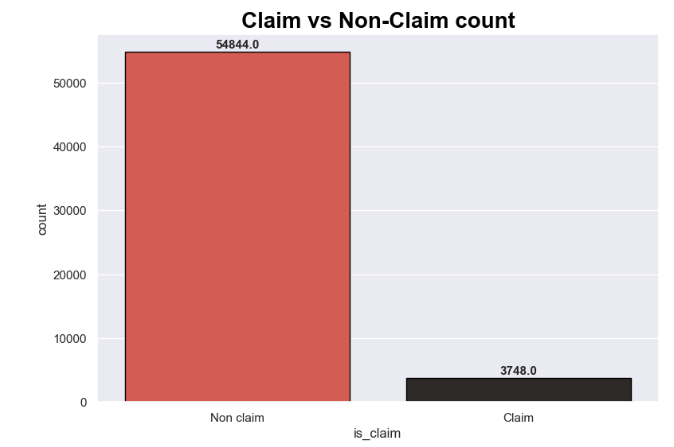 Claim vs Non-Claim count
54844.0
50000
40000
30000
20000
10000
0
count
3748.0
Non claim
Claim
is_claim